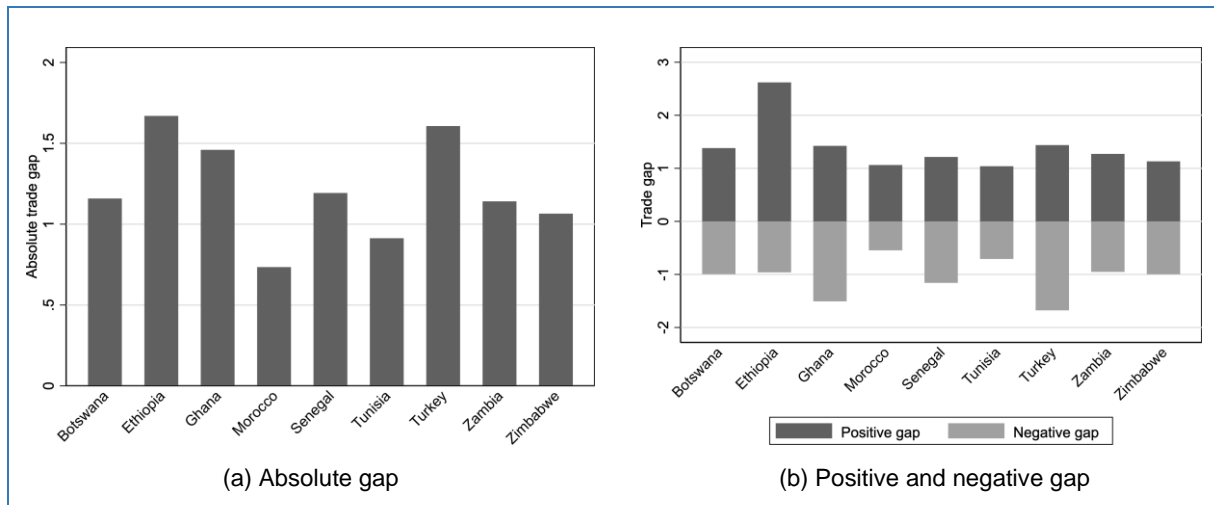 Absolute trade gap
2
1.5
1
.5
0
Botswana
Ethiopia
Ghana
Morocco
Senegal
Tunisia
Turkey
Zambia
Zimbabwe
(a) Absolute gap
Trade gap
3
2
1
0
-1
-2
Botswana
Ethiopia
Ghana
Morocco
Senegal
Tunisia
Turkey
Zambia
Zimbabwe
Positive gap
Negative gap
(b) Positive and negative gap